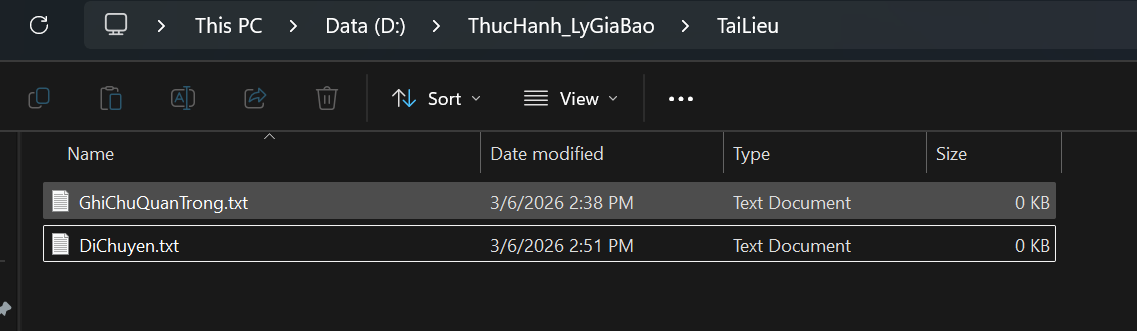 This PC > Data (D:) > ThucHanh_LyGiaBao > TaiLieu
Sort View
Name Date modified Type Size
GhiChuQuanTrong.txt 3/6/2026 2:38 PM Text Document 0 KB
DiChuyen.txt 3/6/2026 2:51 PM Text Document 0 KB